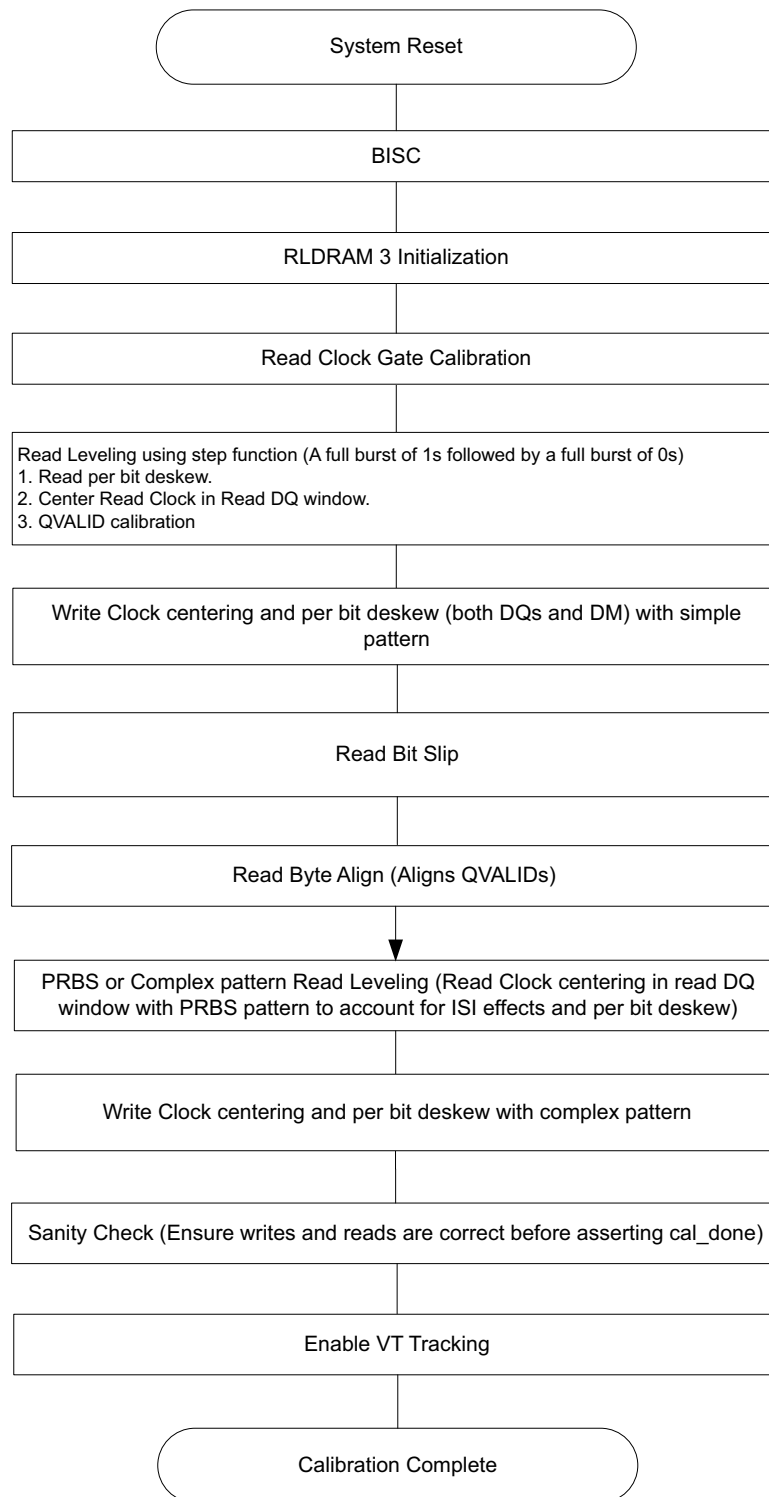 System Reset
BISC
RLDRAM 3 Initialization
Read Clock Gate Calibration
Read Leveling using step function (A full burst of 1s followed by a full burst of 0s)
1. Read per bit deskew.
2. Center Read Clock in Read DQ window.
3. QVALID calibration
Write Clock centering and per bit deskew (both DQs and DM) with simple
pattern
Read Bit Slip
Read Byte Align (Aligns QVALIDs)
PRBS or Complex pattern Read Leveling (Read Clock centering in read DQ
window with PRBS pattern to account for ISI effects and per bit deskew)
Write Clock centering and per bit deskew with complex pattern
Sanity Check (Ensure writes and reads are correct before asserting cal_done)
Enable VT Tracking
Calibration Complete